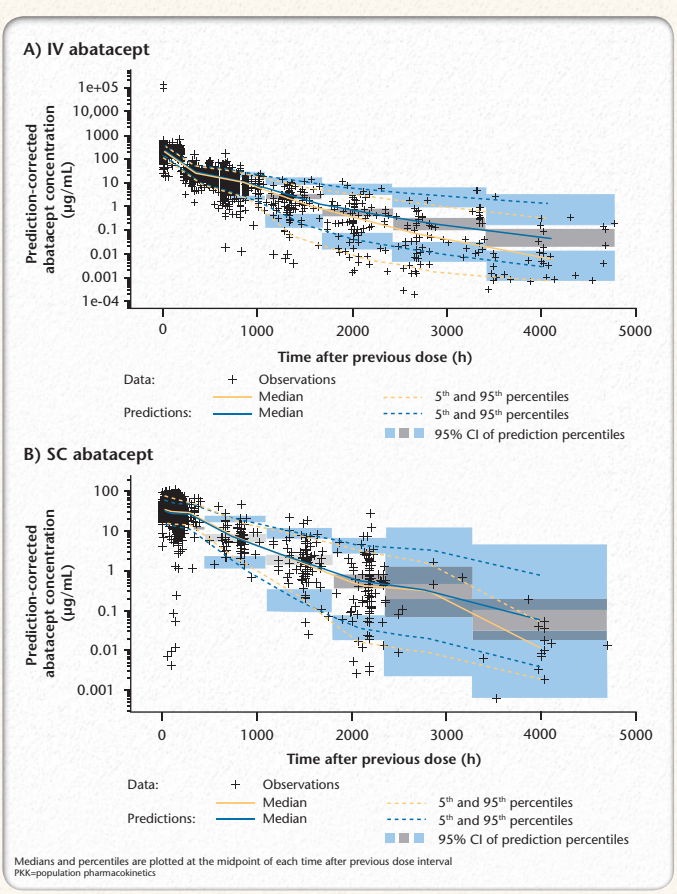 A) IV abatacept
Prediction-corrected
abatacept concentration
(µg/mL)
1e+05
10,000
1000
100
10
1
0.1
0.01
0.001
1e-04
0 1000 2000 3000 4000 5000
Time after previous dose (h)
Data: + Observations
Median 5th and 95th percentiles
Predictions: Median 5th and 95th percentiles
95% CI of prediction percentiles
B) SC abatacept
Prediction-corrected
abatacept concentration
(µg/mL)
100
10
1
0.1
0.01
0.001
0 1000 2000 3000 4000 5000
Time after previous dose (h)
Data: + Observations
Median 5th and 95th percentiles
Predictions: Median 5th and 95th percentiles
95% CI of prediction percentiles
Medians and percentiles are plotted at the midpoint of each time after previous dose interval
PKK=population pharmacokinetics